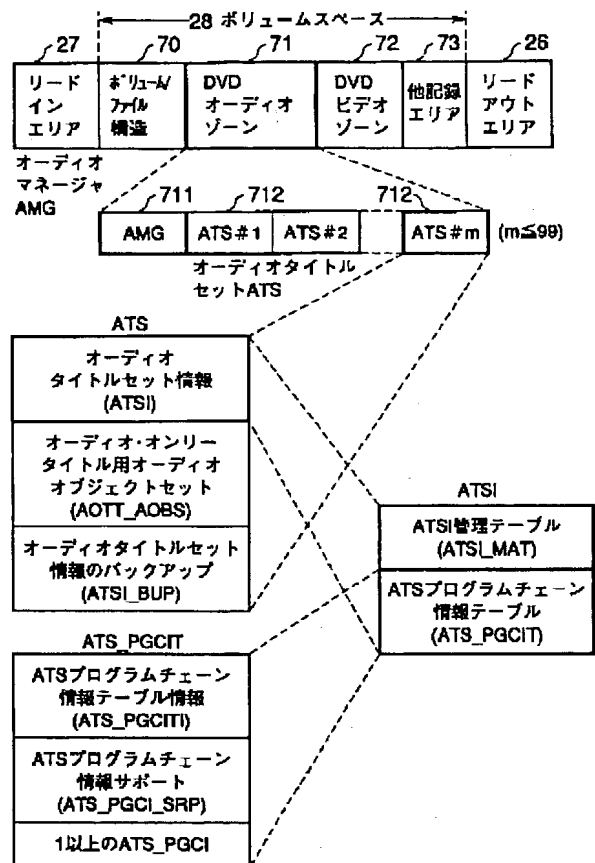 28 ボリュームスペース
27 70 71 72 73 26
リード
イン
エリア
ボリューム/
ファイル
構造
DVD
オーディオ
ゾーン
DVD
ビデオ
ゾーン
他記録
エリア
リード
アウト
エリア
オーディオ
マネージャ
AMG
711 712 712
AMG ATS#1 ATS#2 ATS#m (m≦99)
オーディオタイトル
セットATS
ATS
オーディオ
タイトルセット情報
(ATSI)
オーディオ・オンリー
タイトル用オーディオ
オブジェクトセット
(AOTT_AOBS)
オーディオタイトルセット
情報のバックアップ
(ATSI_BUP)
ATSI
ATSI管理テーブル
(ATSI_MAT)
ATSプログラムチェーン
情報テーブル
(ATS_PGCIT)
ATS_PGCIT
ATSプログラムチェーン
情報テーブル情報
(ATS_PGCITI)
ATSプログラムチェーン
情報サポート
(ATS_PGCI_SRP)
1以上のATS_PGCI